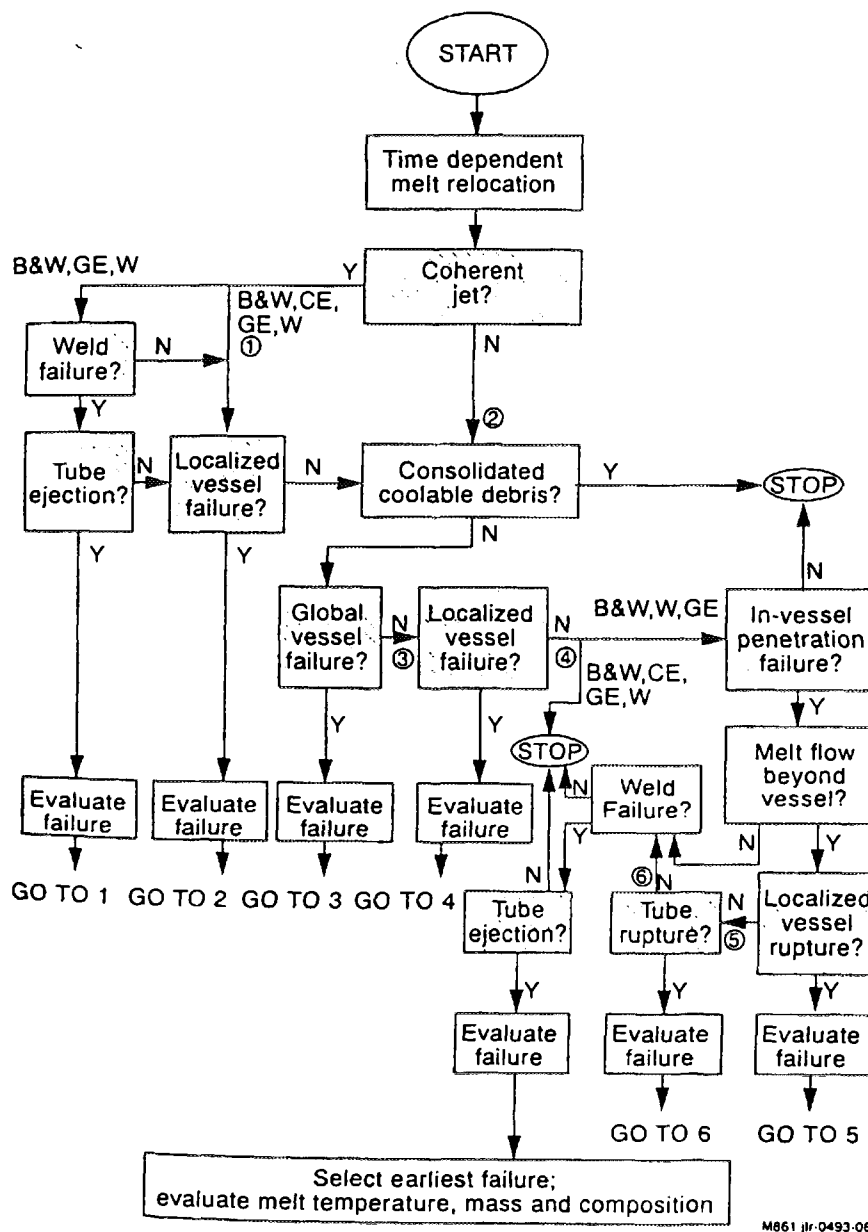 START
Time dependent
melt relocation
Coherent
jet?
Y
B&W,GE,W
B&W,CE,
GE,W
①
N
Weld
failure?
N
Y
②
Tube
ejection?
N
Localized
vessel
failure?
N
Consolidated
coolable debris?
Y
STOP
Y
Y
N
N
Global
vessel
failure?
N
③
Localized
vessel
failure?
N
④
B&W,W,GE
B&W,CE,
GE,W
In-vessel
penetration
failure?
Y
Y
Y
STOP
Weld
Failure?
N
Y
Melt flow
beyond
vessel?
N
Y
Evaluate
failure
Evaluate
failure
Evaluate
failure
Evaluate
failure
GO TO 1
GO TO 2
GO TO 3
GO TO 4
N
Tube
ejection?
⑥
N
Tube
rupture?
N
⑤
Localized
vessel
rupture?
Y
Y
Y
Evaluate
failure
Evaluate
failure
Evaluate
failure
GO TO 6
GO TO 5
Select earliest failure;
evaluate melt temperature, mass and composition